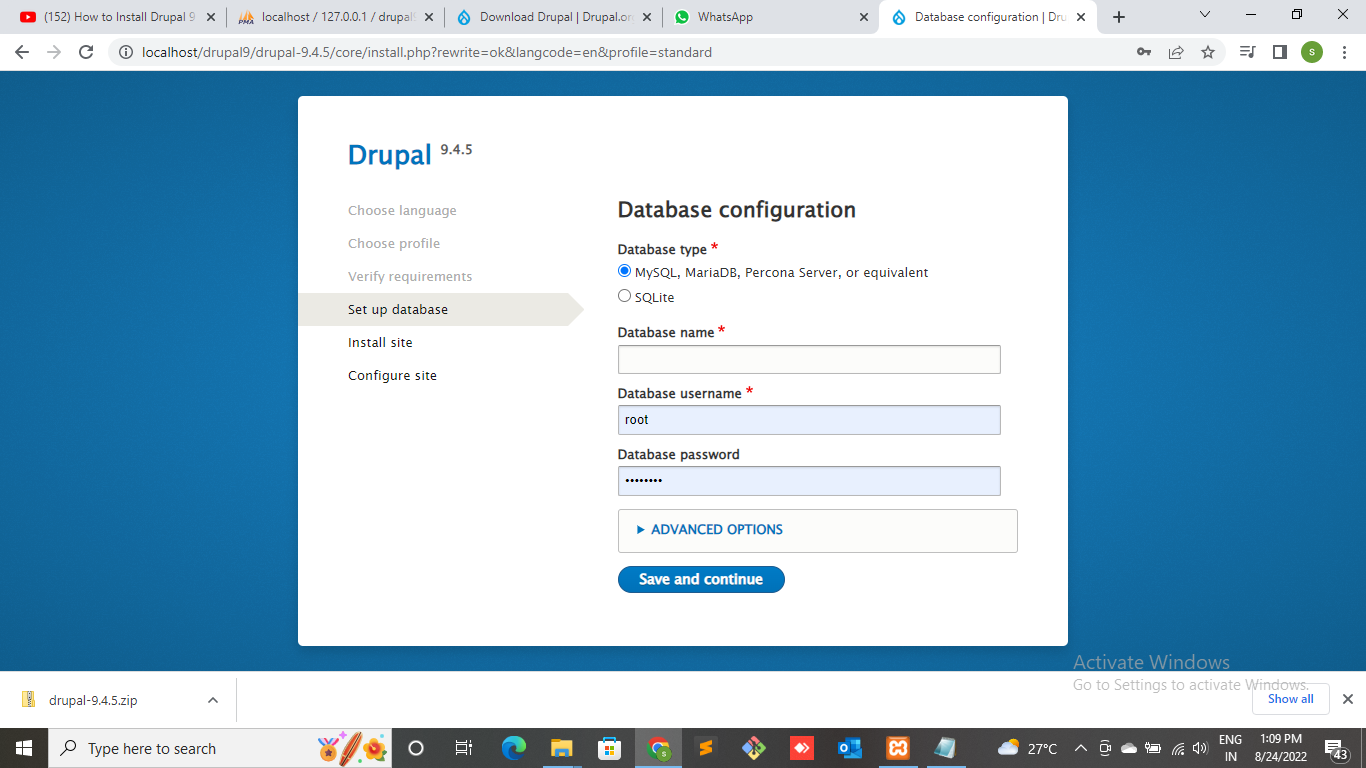 (152) How to Install Drupal 9
localhost / 127.0.0.1 / drupal
Download Drupal | Drupal.or
WhatsApp
Database configuration | Dru
localhost/drupal9/drupal-9.4.5/core/install.php?rewrite=ok&langcode=en&profile=standard
s
Drupal 9.4.5
Choose language
Choose profile
Verify requirements
Set up database
Install site
Configure site
Database configuration
Database type *
MySQL, MariaDB, Percona Server, or equivalent
SQLite
Database name *
Database username *
root
Database password
••••••••
ADVANCED OPTIONS
Save and continue
Activate Windows
Go to Settings to activate Windows.
drupal-9.4.5.zip
Show all
Type here to search
27°C
ENG
IN
1:09 PM
8/24/2022
43